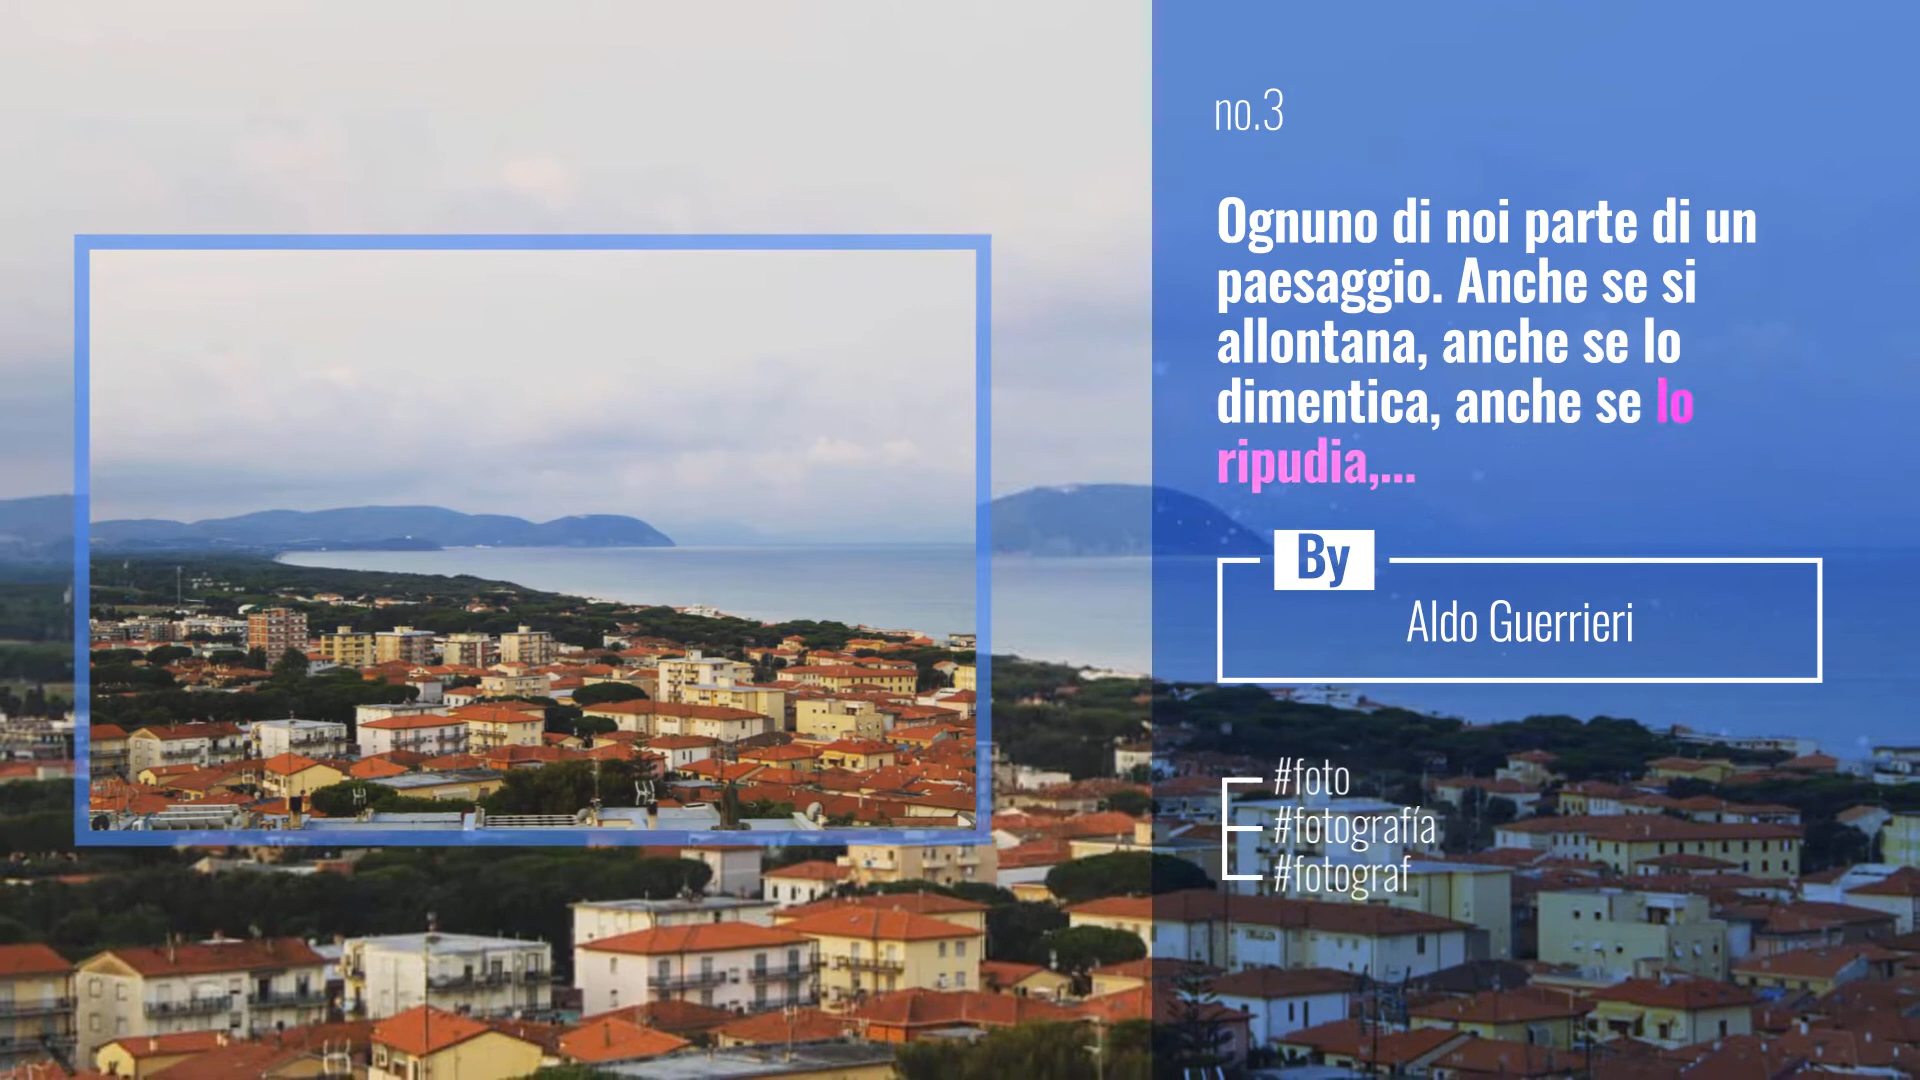 no.3
Ognuno di noi parte di un
paesaggio. Anche se si
allontana, anche se lo
dimentica, anche se lo
ripudia,...
By
Aldo Guerrieri
#foto
#fotografía
#fotograf